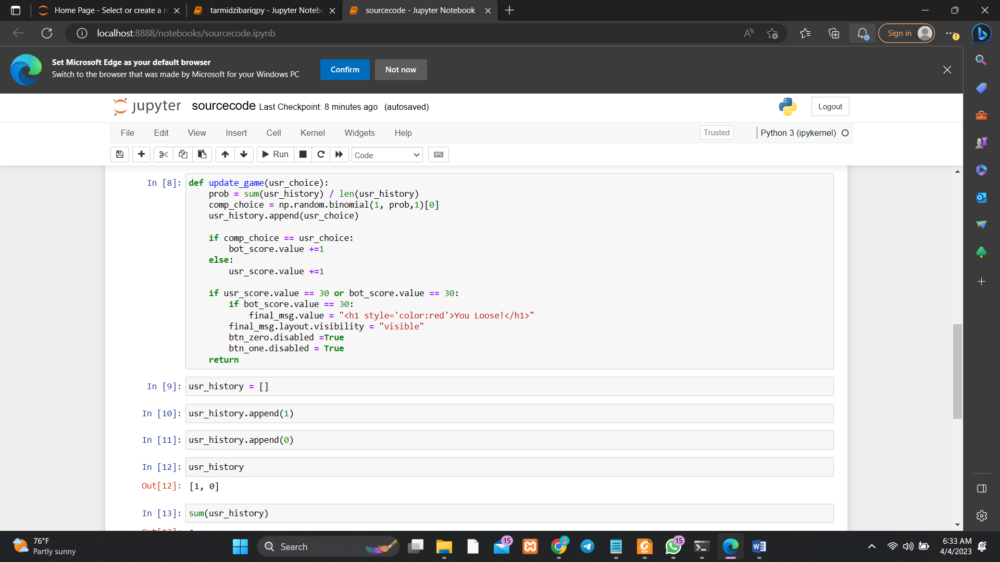 Home Page - Select or create a n
tarmidzibariqpy - Jupyter Notebo
sourcecode - Jupyter Notebook
localhost:8888/notebooks/sourcecode.ipynb
Sign in
Set Microsoft Edge as your default browser
Switch to the browser that was made by Microsoft for your Windows PC
Confirm
Not now
jupyter sourcecode Last Checkpoint: 8 minutes ago (autosaved)
Logout
File Edit View Insert Cell Kernel Widgets Help
Trusted
Python 3 (ipykernel)
Run
Code
In [8]:
def update_game(usr_choice):
    prob = sum(usr_history) / len(usr_history)
    comp_choice = np.random.binomial(1, prob,1)[0]
    usr_history.append(usr_choice)
    if comp_choice == usr_choice:
        bot_score.value +=1
    else:
        usr_score.value +=1
    if usr_score.value == 30 or bot_score.value == 30:
        if bot_score.value == 30:
            final_msg.value = "<h1 style='color:red'>You Loose!</h1>"
        final_msg.layout.visibility = "visible"
        btn_zero.disabled =True
        btn_one.disabled = True
    return
In [9]: usr_history = []
In [10]: usr_history.append(1)
In [11]: usr_history.append(0)
In [12]: usr_history
Out[12]: [1, 0]
In [13]: sum(usr_history)
76°F
Partly sunny
Search
15
3
PDF
15
6:33 AM
4/4/2023